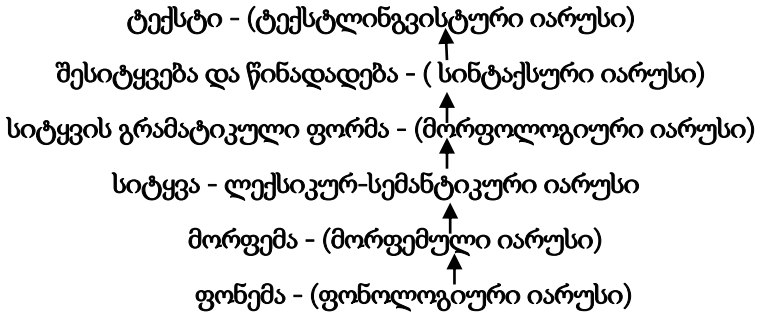 ტექსტი - (ტექსტლინგვისტური იარუსი)
შესიტყვება და წინადადება - ( სინტაქსური იარუსი)
სიტყვის გრამატიკული ფორმა - (მორფოლოგიური იარუსი)
სიტყვა - ლექსიკურ-სემანტიკური იარუსი
მორფემა - (მორფემული იარუსი)
ფონემა - (ფონოლოგიური იარუსი)